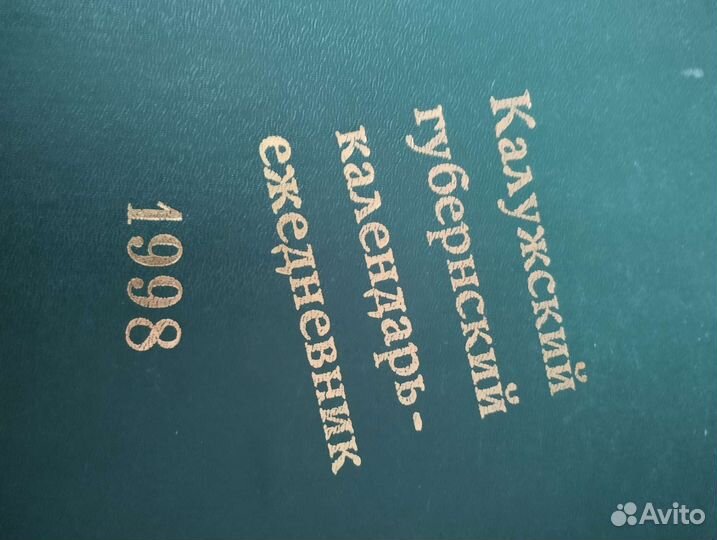 Калужский
губернский
календарь-
ежедневник
1998
Avito